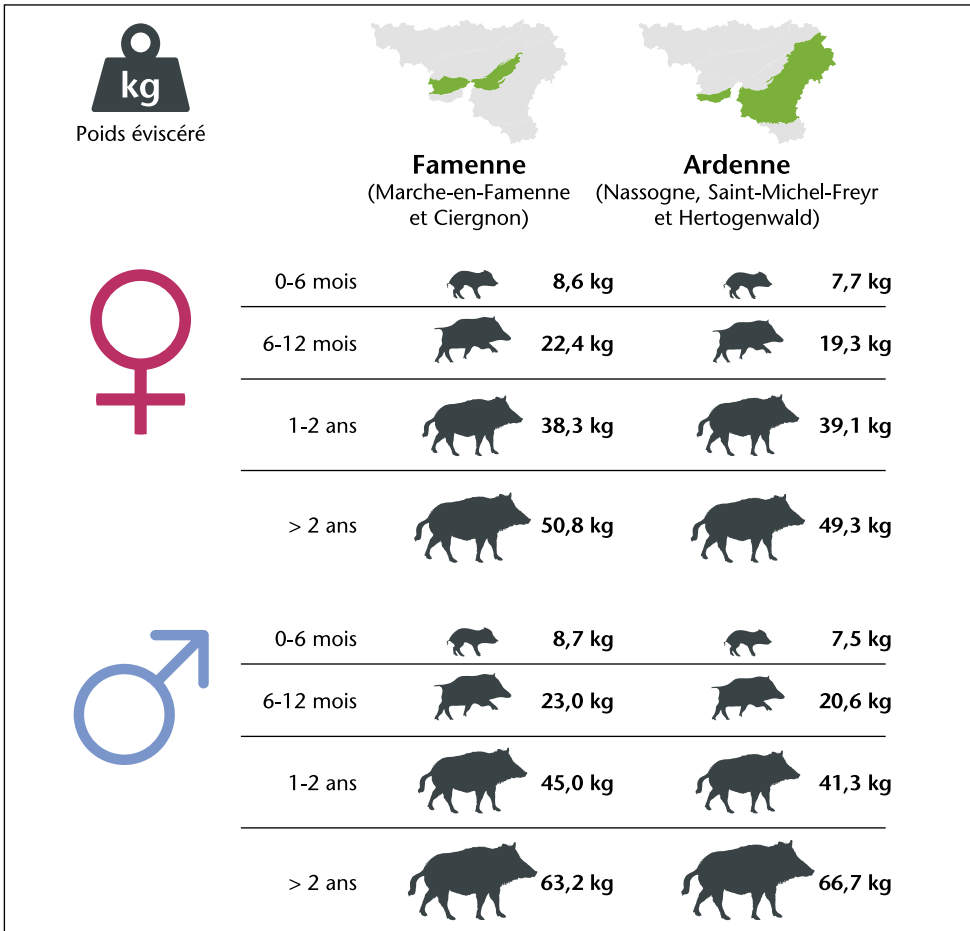 kg
Poids éviscéré
Famenne
(Marche-en-Famenne
et Ciergnon)
Ardenne
(Nassogne, Saint-Michel-Freyr
et Hertogenwald)
0-6 mois 8,6 kg 7,7 kg
6-12 mois 22,4 kg 19,3 kg
1-2 ans 38,3 kg 39,1 kg
> 2 ans 50,8 kg 49,3 kg
0-6 mois 8,7 kg 7,5 kg
6-12 mois 23,0 kg 20,6 kg
1-2 ans 45,0 kg 41,3 kg
> 2 ans 63,2 kg 66,7 kg